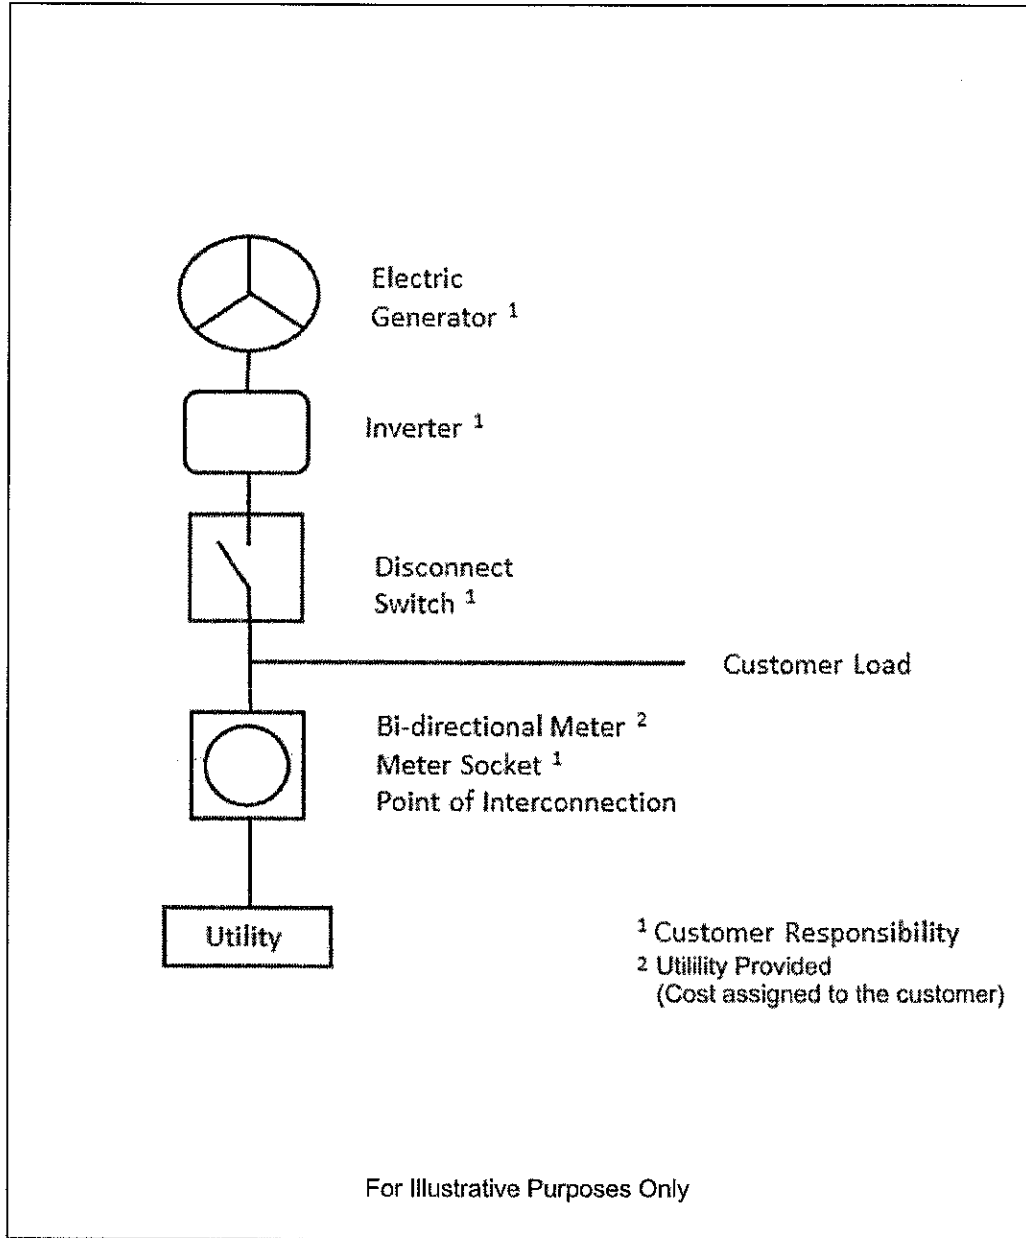 Electric
Generator ¹
Inverter ¹
Disconnect
Switch ¹
Customer Load
Bi-directional Meter ²
Meter Socket ¹
Point of Interconnection
Utility
¹ Customer Responsibility
² Utilility Provided
(Cost assigned to the customer)
For Illustrative Purposes Only